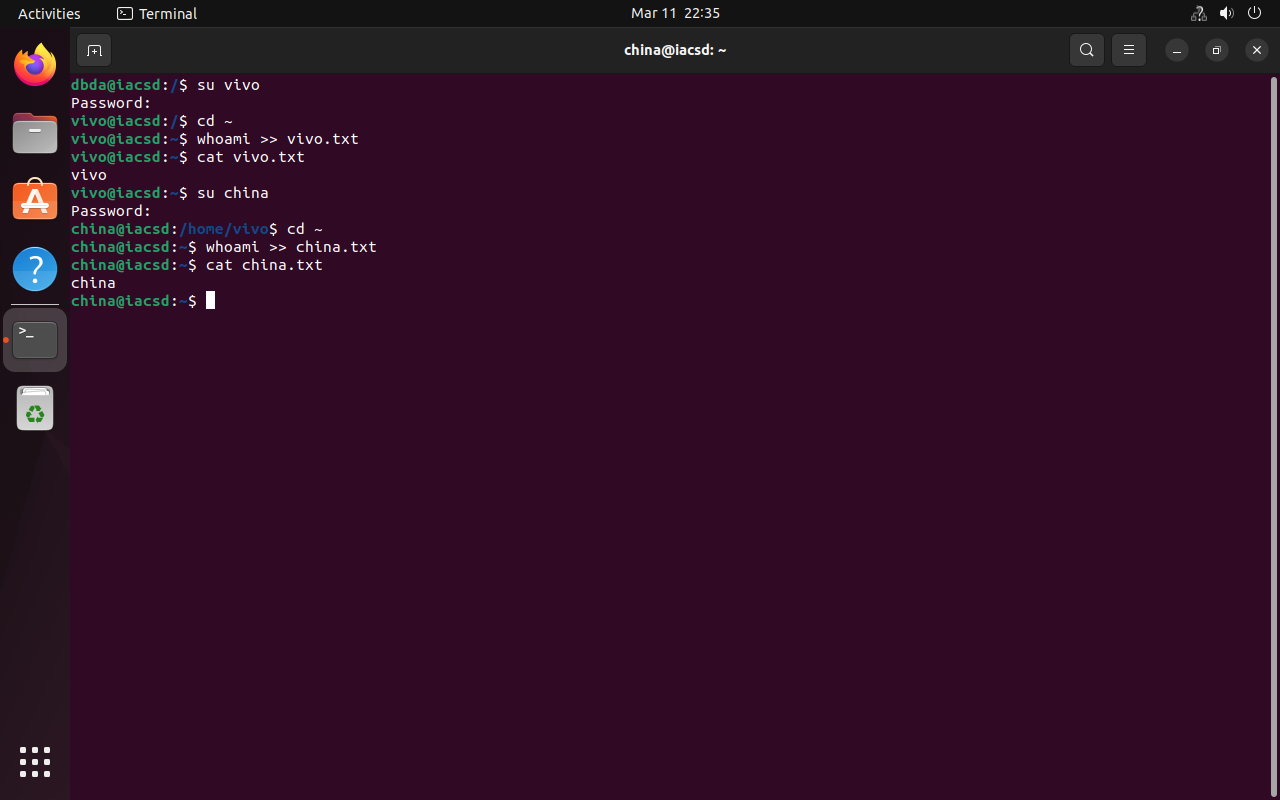 Activities
Terminal
Mar 11 22:35
china@iacsd: ~
dbda@iacsd:/$ su vivo
Password:
vivo@iacsd:/$ cd ~
vivo@iacsd:~$ whoami >> vivo.txt
vivo@iacsd:~$ cat vivo.txt
vivo
vivo@iacsd:~$ su china
Password:
china@iacsd:/home/vivo$ cd ~
china@iacsd:~$ whoami >> china.txt
china@iacsd:~$ cat china.txt
china
china@iacsd:~$